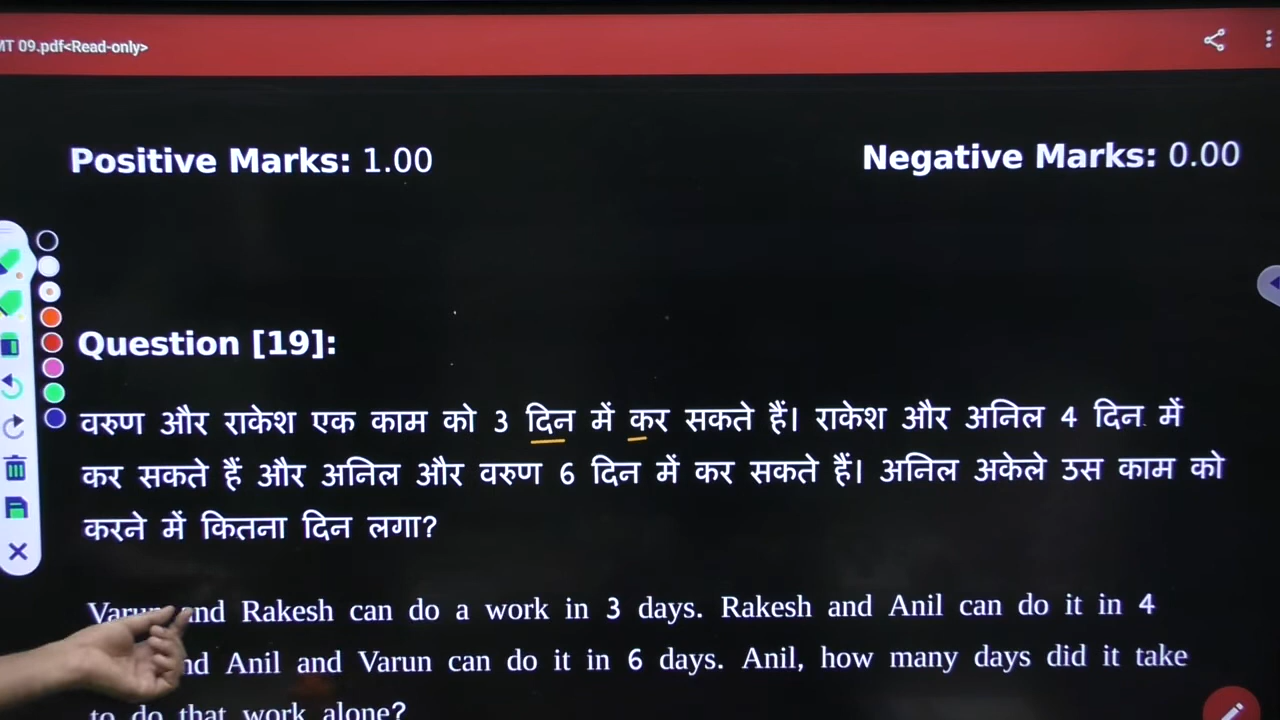 MT 09.pdf<Read-only>
Positive Marks: 1.00
Negative Marks: 0.00
Question [19]:
वरुण और राकेश एक काम को 3 दिन में कर सकते हैं। राकेश और अनिल 4 दिन में
कर सकते हैं और अनिल और वरुण 6 दिन में कर सकते हैं। अनिल अकेले उस काम को
करने में कितना दिन लगा?
Varun and Rakesh can do a work in 3 days. Rakesh and Anil can do it in 4
Anil and Varun can do it in 6 days. Anil, how many days did it take
to do that work alone?